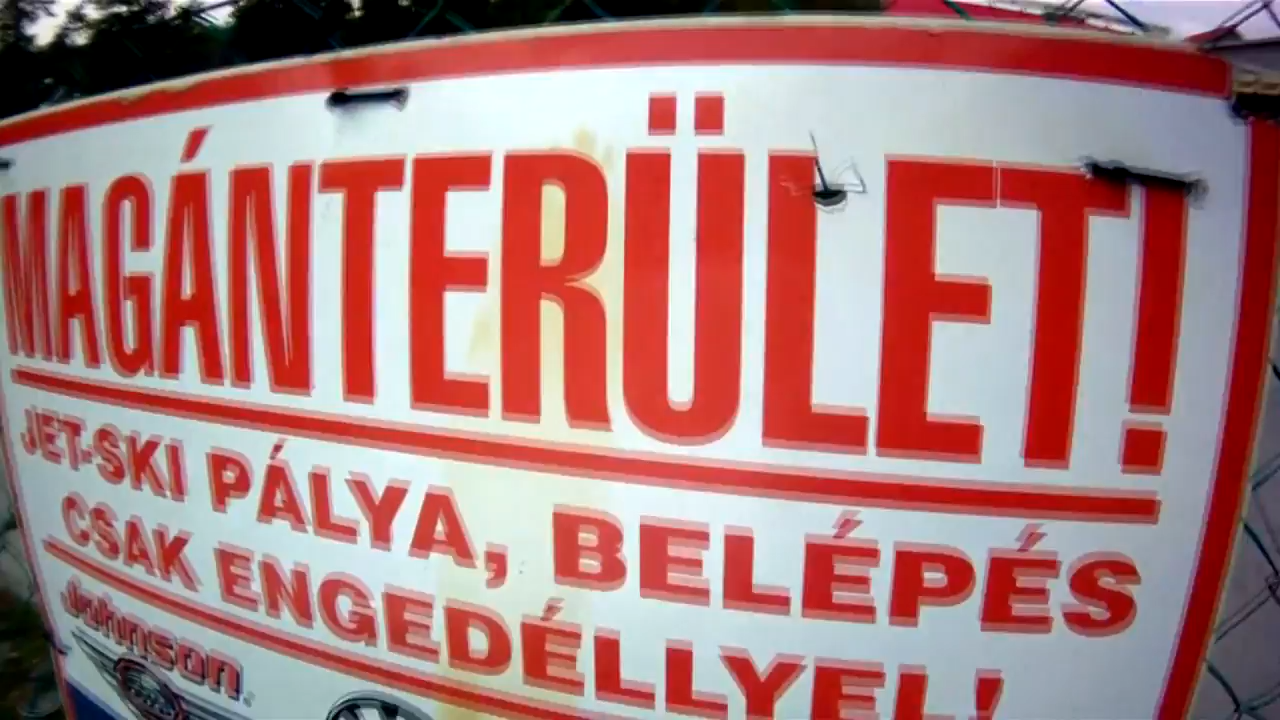 MAGÁNTERÜLET!
JET-SKI PÁLYA, BELÉPÉS
CSAK ENGEDÉLLYEL!
Johnson